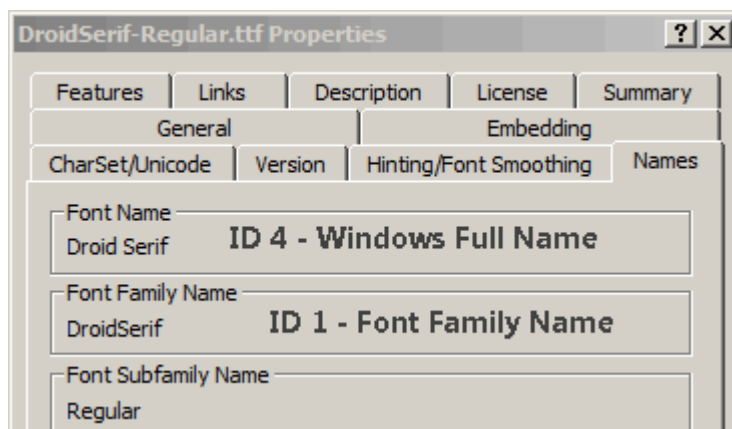 DroidSerif-Regular.ttf Properties
Features Links Description License Summary
General Embedding
CharSet/Unicode Version Hinting/Font Smoothing Names
Font Name
Droid Serif ID 4 - Windows Full Name
Font Family Name
DroidSerif ID 1 - Font Family Name
Font Subfamily Name
Regular